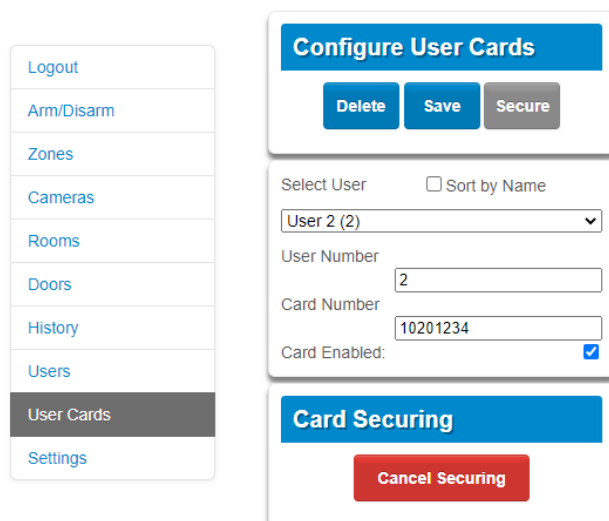 Logout
Arm/Disarm
Zones
Cameras
Rooms
Doors
History
Users
User Cards
Settings
Configure User Cards
Delete Save Secure
Select User Sort by Name
User 2 (2)
User Number
2
Card Number
10201234
Card Enabled:
Card Securing
Cancel Securing